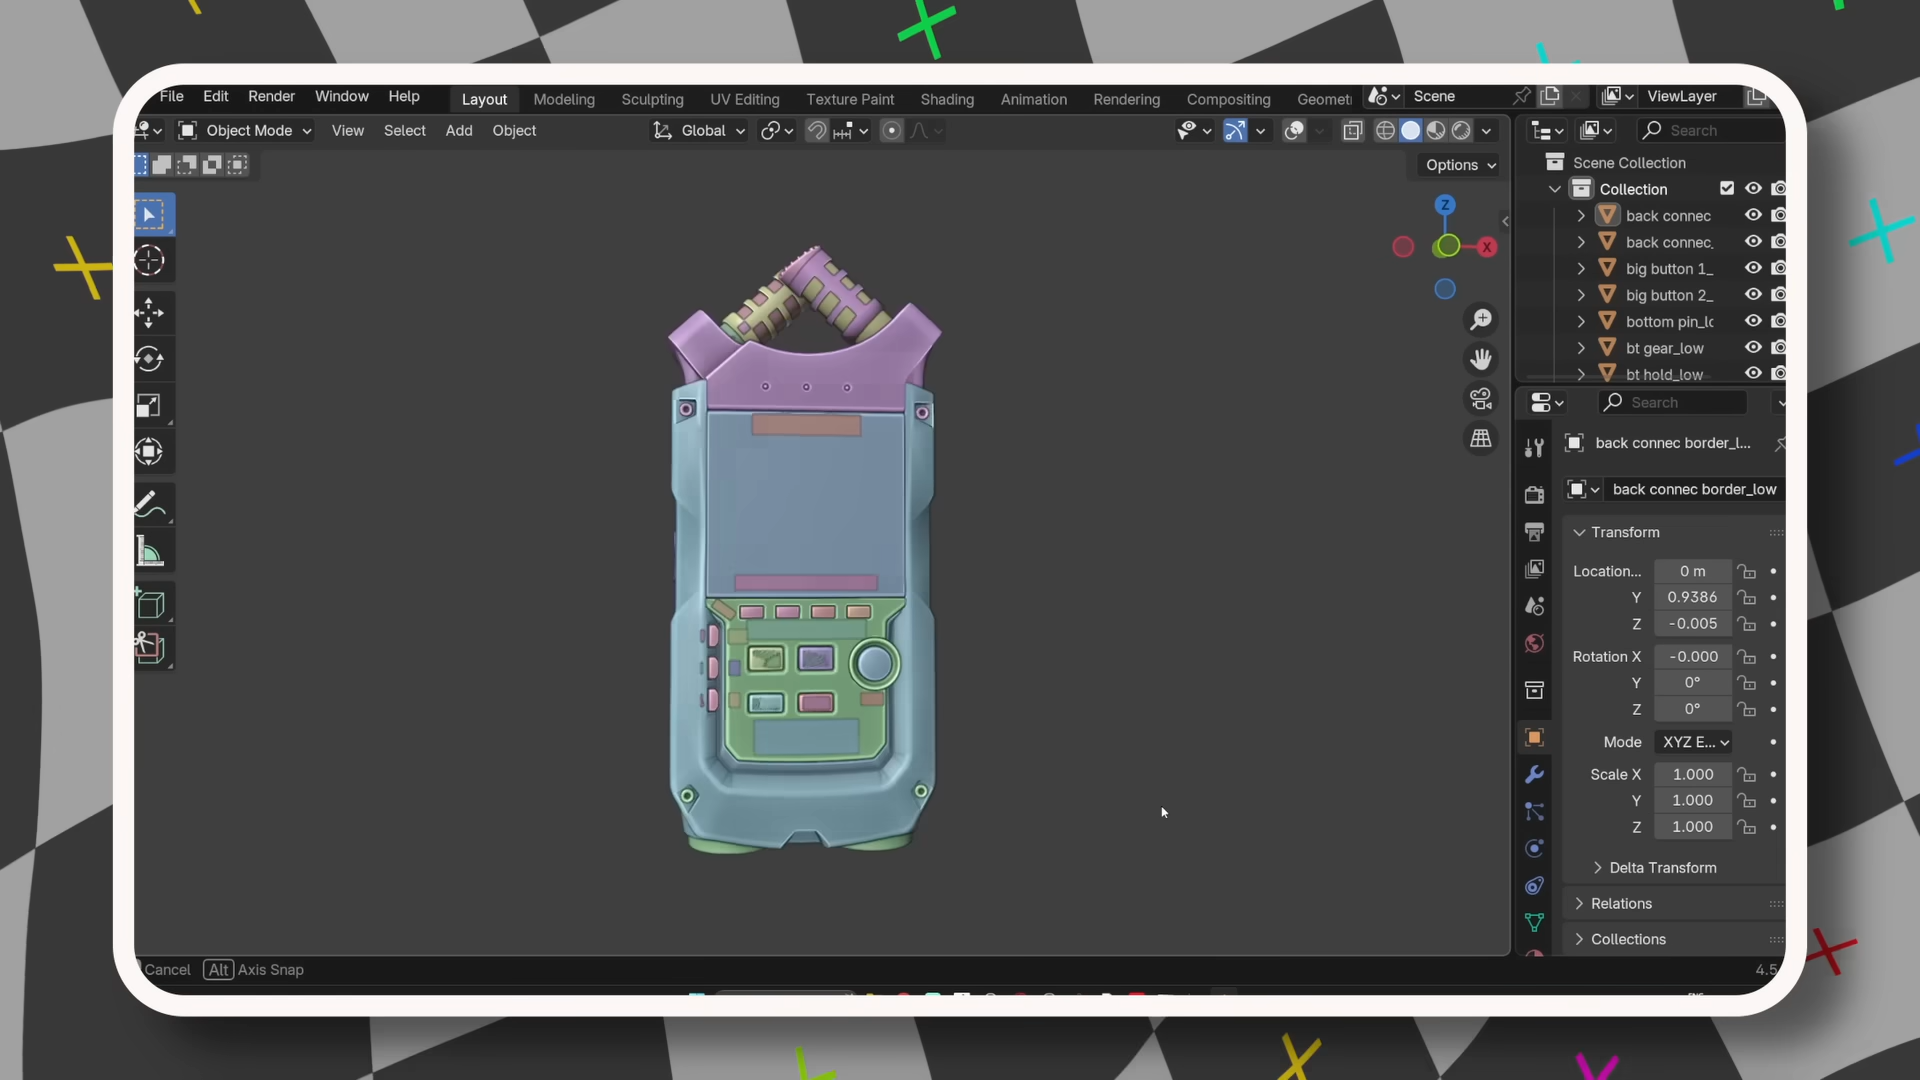 File Edit Render Window Help Layout Modeling Sculpting UV Editing Texture Paint Shading Animation Rendering Compositing Scene ViewLayer
Object Mode View Select Add Object Global Search
Options
Z
X
Scene Collection
Collection
back connec
back connec_
big button 1_
big button 2_
bottom pin_lo
bt gear_low
bt hold_low
Search
back connec border_l...
back connec border_low
Transform
Location... 0 m
Y 0.9386
Z -0.005
Rotation X -0.000
Y 0°
Z 0°
Mode XYZ E...
Scale X 1.000
Y 1.000
Z 1.000
Delta Transform
Relations
Collections
Cancel Alt Axis Snap 4.5